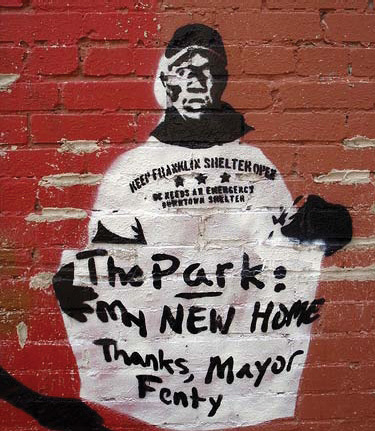 KEEP FRANKLIN SHELTER OPEN
DC NEEDS AN EMERGENCY
DOWNTOWN SHELTER
The Park:
My NEW HOME
Thanks, Mayor
Fenty